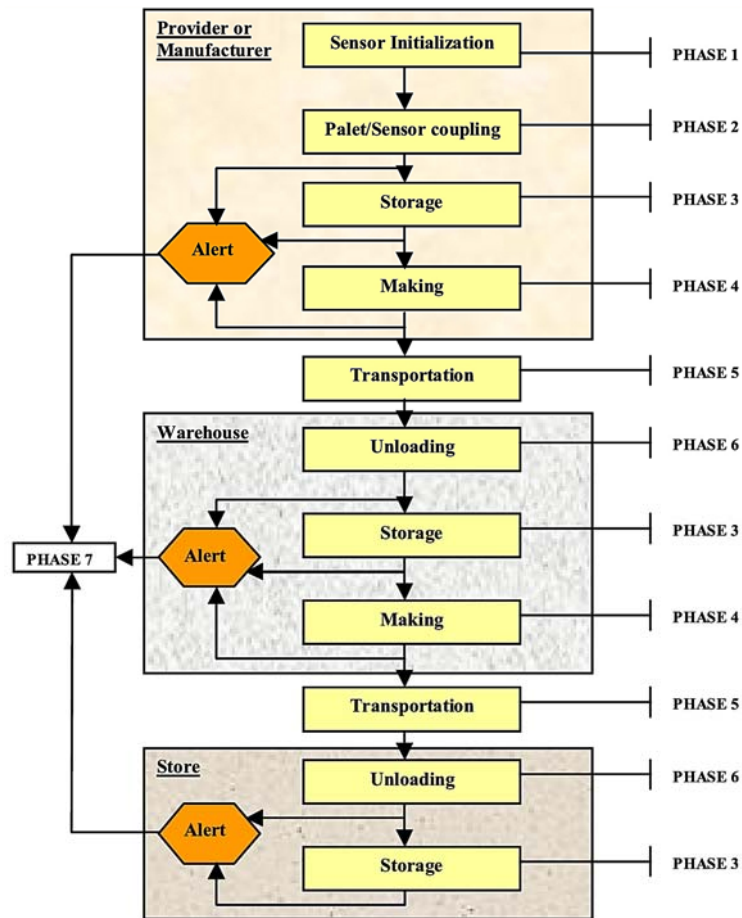 Provider or
Manufacturer
Sensor Initialization
PHASE 1
Palet/Sensor coupling
PHASE 2
Storage
PHASE 3
Alert
Making
PHASE 4
Transportation
PHASE 5
Warehouse
Unloading
PHASE 6
Storage
PHASE 3
Alert
PHASE 7
Making
PHASE 4
Transportation
PHASE 5
Store
Unloading
PHASE 6
Alert
Storage
PHASE 3